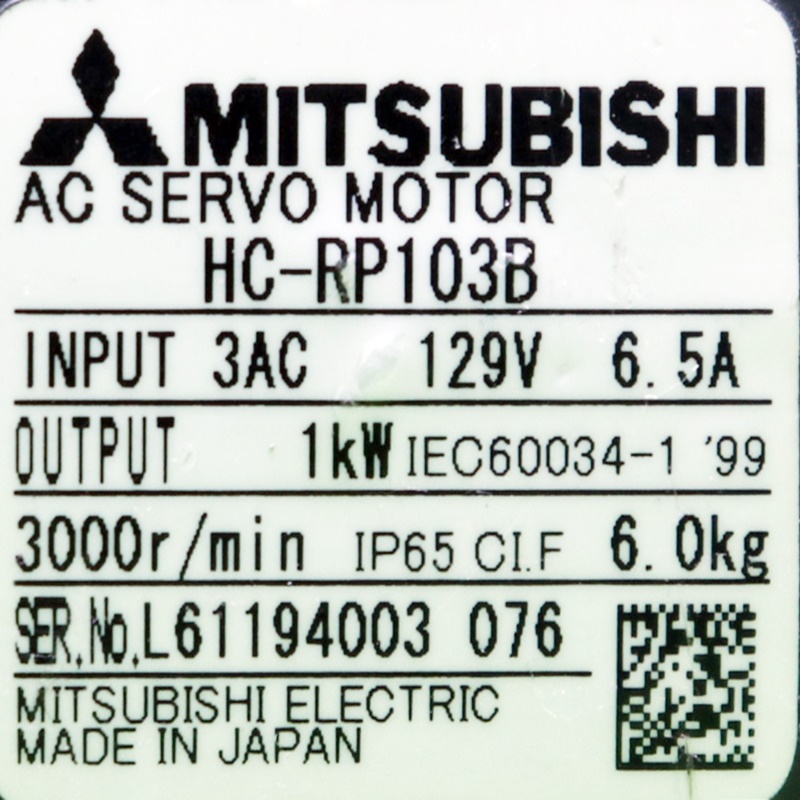 MITSUBISHI
AC SERVO MOTOR
HC-RP103B
INPUT 3AC 129V 6.5A
OUTPUT 1kW IEC60034-1 '99
3000r/min IP65 CI.F 6.0kg
SER.No.L61194003 076
MITSUBISHI ELECTRIC
MADE IN JAPAN